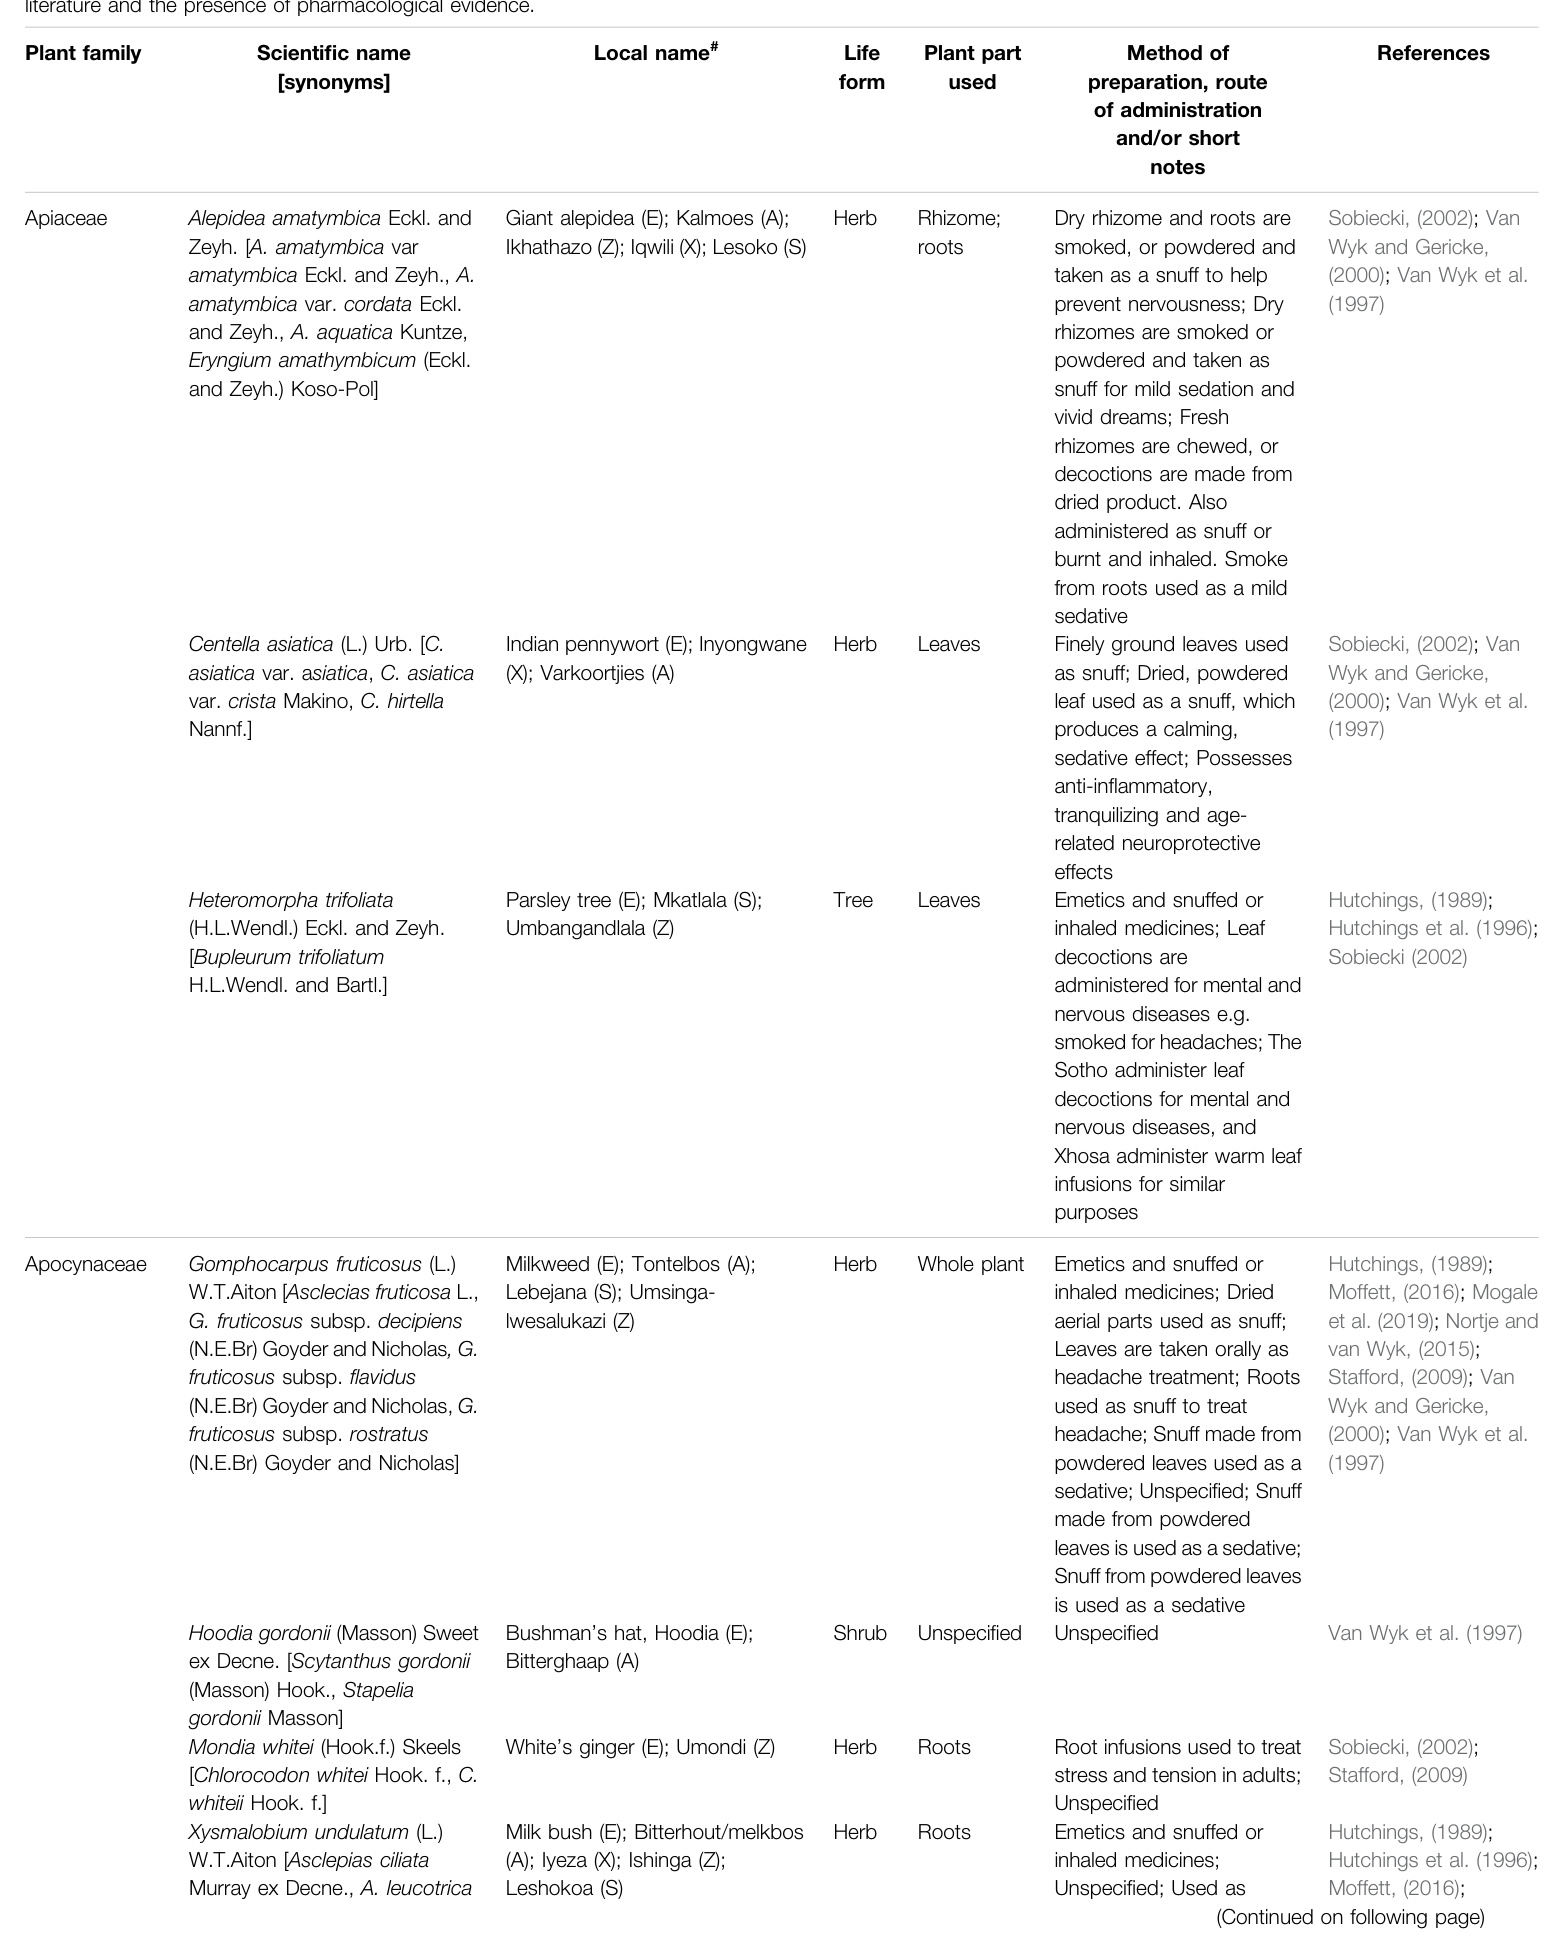 literature and the presence of pharmacological evidence.
Plant family
Scientific name
[synonyms]
Local name#
Life
form
Plant part
used
Method of
preparation, route
of administration
and/or short
notes
References
Apiaceae
Alepidea amatymbica Eckl. and
Zeyh. [A. amatymbica var
amatymbica Eckl. and Zeyh., A.
amatymbica var. cordata Eckl.
and Zeyh., A. aquatica Kuntze,
Eryngium amathymbicum (Eckl.
and Zeyh.) Koso-Pol]
Giant alepidea (E); Kalmoes (A);
Ikhathazo (Z); Iqwili (X); Lesoko (S)
Herb
Rhizome;
roots
Dry rhizome and roots are
smoked, or powdered and
taken as a snuff to help
prevent nervousness; Dry
rhizomes are smoked or
powdered and taken as
snuff for mild sedation and
vivid dreams; Fresh
rhizomes are chewed, or
decoctions are made from
dried product. Also
administered as snuff or
burnt and inhaled. Smoke
from roots used as a mild
sedative
Sobiecki, (2002); Van
Wyk and Gericke,
(2000); Van Wyk et al.
(1997)
Centella asiatica (L.) Urb. [C.
asiatica var. asiatica, C. asiatica
var. crista Makino, C. hirtella
Nannf.]
Indian pennywort (E); Inyongwane
(X); Varkoortjies (A)
Herb
Leaves
Finely ground leaves used
as snuff; Dried, powdered
leaf used as a snuff, which
produces a calming,
sedative effect; Possesses
anti-inflammatory,
tranquilizing and age-
related neuroprotective
effects
Sobiecki, (2002); Van
Wyk and Gericke,
(2000); Van Wyk et al.
(1997)
Heteromorpha trifoliata
(H.L.Wendl.) Eckl. and Zeyh.
[Bupleurum trifoliatum
H.L.Wendl. and Bartl.]
Parsley tree (E); Mkatlala (S);
Umbangandlala (Z)
Tree
Leaves
Emetics and snuffed or
inhaled medicines; Leaf
decoctions are
administered for mental and
nervous diseases e.g.
smoked for headaches; The
Sotho administer leaf
decoctions for mental and
nervous diseases, and
Xhosa administer warm leaf
infusions for similar
purposes
Hutchings, (1989);
Hutchings et al. (1996);
Sobiecki (2002)
Apocynaceae
Gomphocarpus fruticosus (L.)
W.T.Aiton [Asclecias fruticosa L.,
G. fruticosus subsp. decipiens
(N.E.Br) Goyder and Nicholas, G.
fruticosus subsp. flavidus
(N.E.Br) Goyder and Nicholas, G.
fruticosus subsp. rostratus
(N.E.Br) Goyder and Nicholas]
Milkweed (E); Tontelbos (A);
Lebejana (S); Umsinga-
lwesalukazi (Z)
Herb
Whole plant
Emetics and snuffed or
inhaled medicines; Dried
aerial parts used as snuff;
Leaves are taken orally as
headache treatment; Roots
used as snuff to treat
headache; Snuff made from
powdered leaves used as a
sedative; Unspecified; Snuff
made from powdered
leaves is used as a sedative;
Snuff from powdered leaves
is used as a sedative
Hutchings, (1989);
Moffett, (2016); Mogale
et al. (2019); Nortje and
van Wyk, (2015);
Stafford, (2009); Van
Wyk and Gericke,
(2000); Van Wyk et al.
(1997)
Hoodia gordonii (Masson) Sweet
ex Decne. [Scytanthus gordonii
(Masson) Hook., Stapelia
gordonii Masson]
Bushman's hat, Hoodia (E);
Bitterghaap (A)
Shrub
Unspecified
Unspecified
Van Wyk et al. (1997)
Mondia whitei (Hook.f.) Skeels
[Chlorocodon whitei Hook. f., C.
whiteii Hook. f.]
White's ginger (E); Umondi (Z)
Herb
Roots
Root infusions used to treat
stress and tension in adults;
Unspecified
Sobiecki, (2002);
Stafford, (2009)
Xysmalobium undulatum (L.)
W.T.Aiton [Asclepias ciliata
Murray ex Decne., A. leucotrica
Milk bush (E); Bitterhout/melkbos
(A); Iyeza (X); Ishinga (Z);
Leshokoa (S)
Herb
Roots
Emetics and snuffed or
inhaled medicines;
Unspecified; Used as
Hutchings, (1989);
Hutchings et al. (1996);
Moffett, (2016);
(Continued on following page)